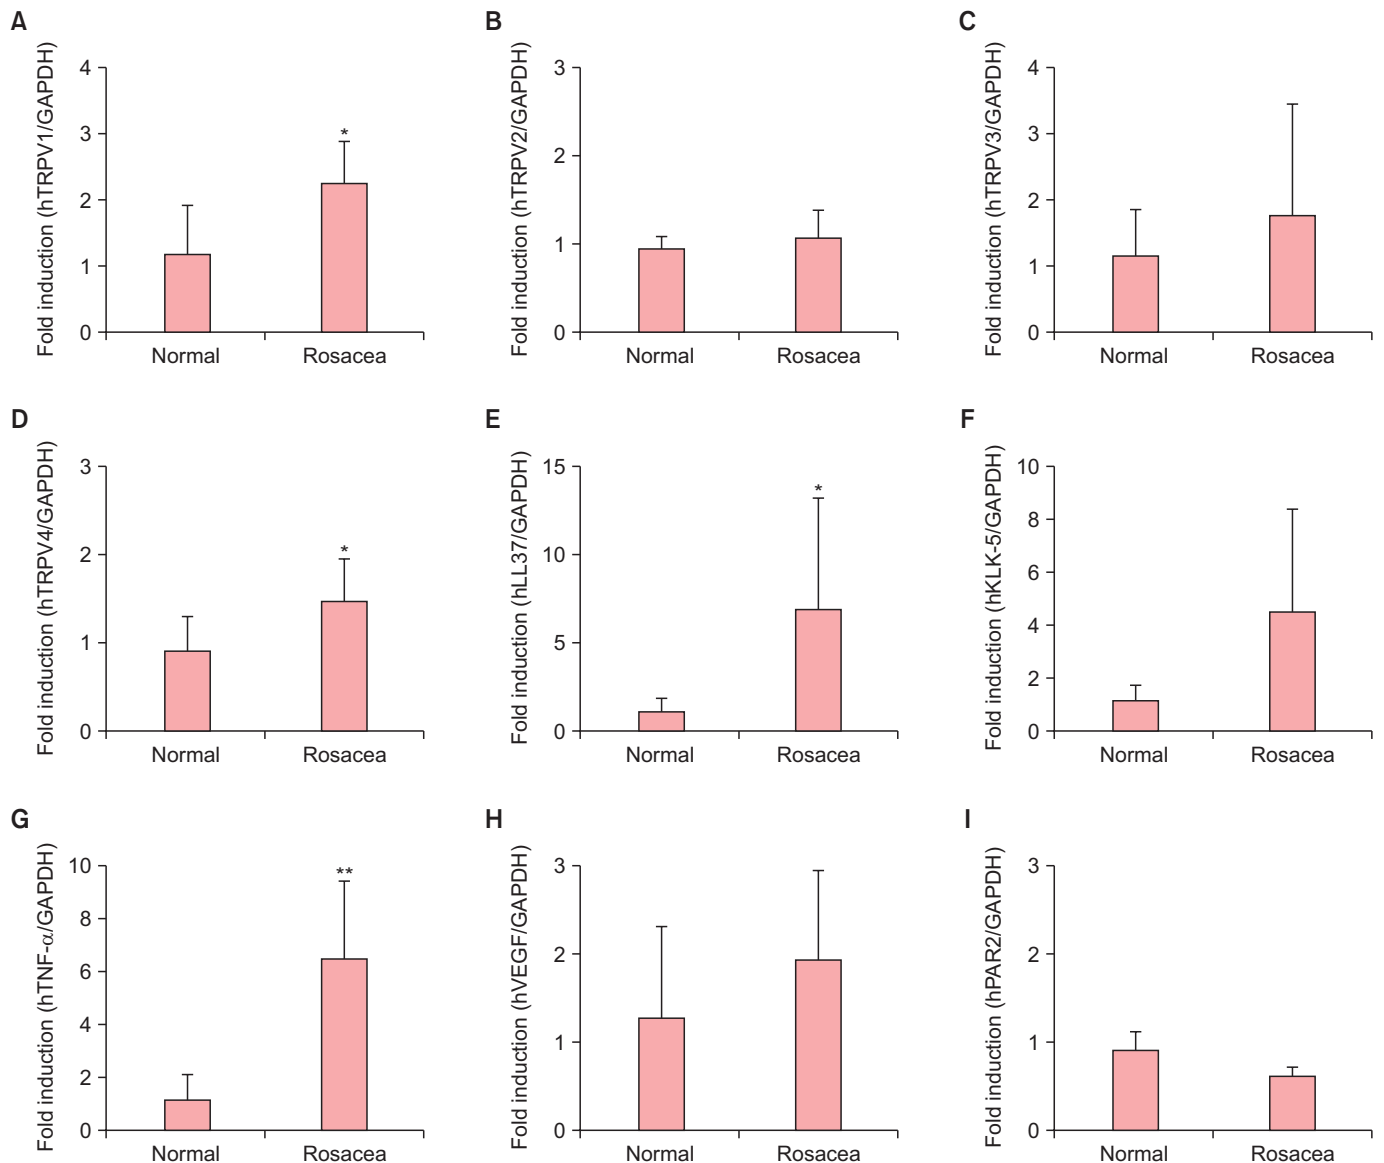 A
Fold induction (hTRPV1/GAPDH)
4
3
2
1
0
*
Normal
Rosacea
B
Fold induction (hTRPV2/GAPDH)
3
2
1
0
Normal
Rosacea
C
Fold induction (hTRPV3/GAPDH)
4
3
2
1
0
Normal
Rosacea
D
Fold induction (hTRPV4/GAPDH)
3
2
1
0
*
Normal
Rosacea
E
Fold induction (hLL37/GAPDH)
15
10
5
0
*
Normal
Rosacea
F
Fold induction (hKLK-5/GAPDH)
10
8
6
4
2
0
Normal
Rosacea
G
Fold induction (hTNF-α/GAPDH)
10
8
6
4
2
0
**
Normal
Rosacea
H
Fold induction (hVEGF/GAPDH)
3
2
1
0
Normal
Rosacea
I
Fold induction (hPAR2/GAPDH)
3
2
1
0
Normal
Rosacea